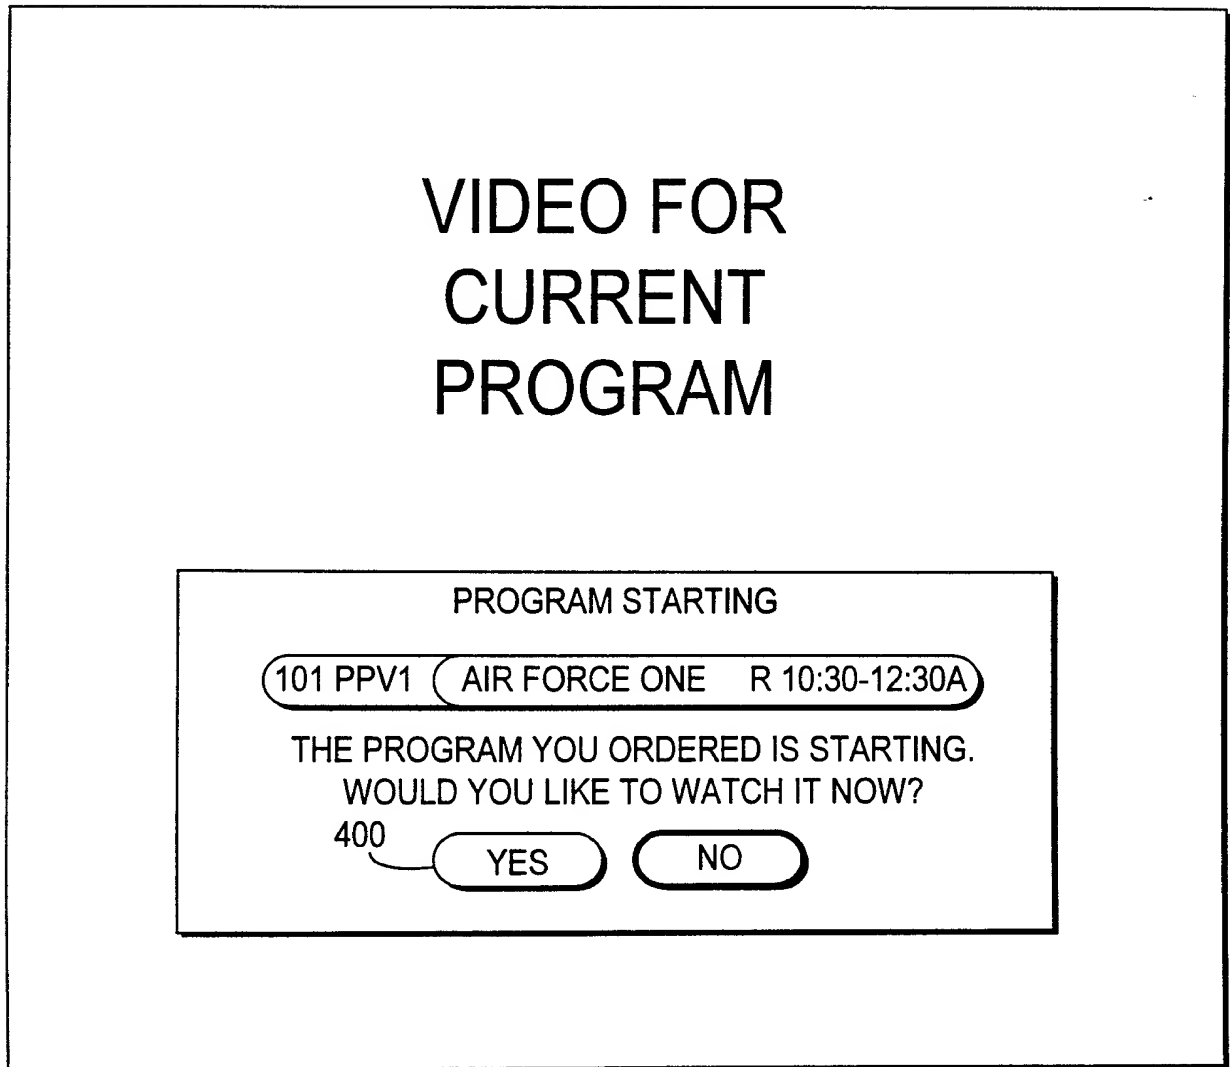 VIDEO FOR
CURRENT
PROGRAM
PROGRAM STARTING
101 PPV1 AIR FORCE ONE R 10:30-12:30A
THE PROGRAM YOU ORDERED IS STARTING.
WOULD YOU LIKE TO WATCH IT NOW?
400
YES NO